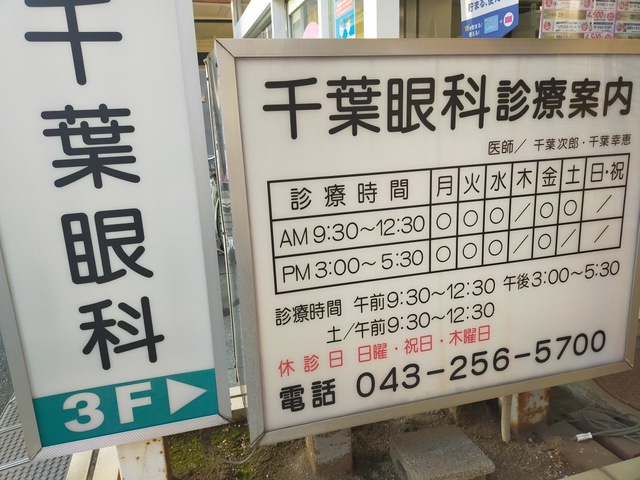 千葉眼科
3F
千葉眼科診療案内
医師／ 千葉次郎・千葉幸恵
診療時間 月 火 水 木 金 土 日・祝
AM 9:30～12:30 ○ ○ ○ ／ ○ ○ ／
PM 3:00～ 5:30 ○ ○ ○ ／ ○ ／ ／
診療時間 午前9:30～12:30 午後3:00～5:30
土／午前9:30～12:30
休診日 日曜・祝日・木曜日
電話 043-256-5700